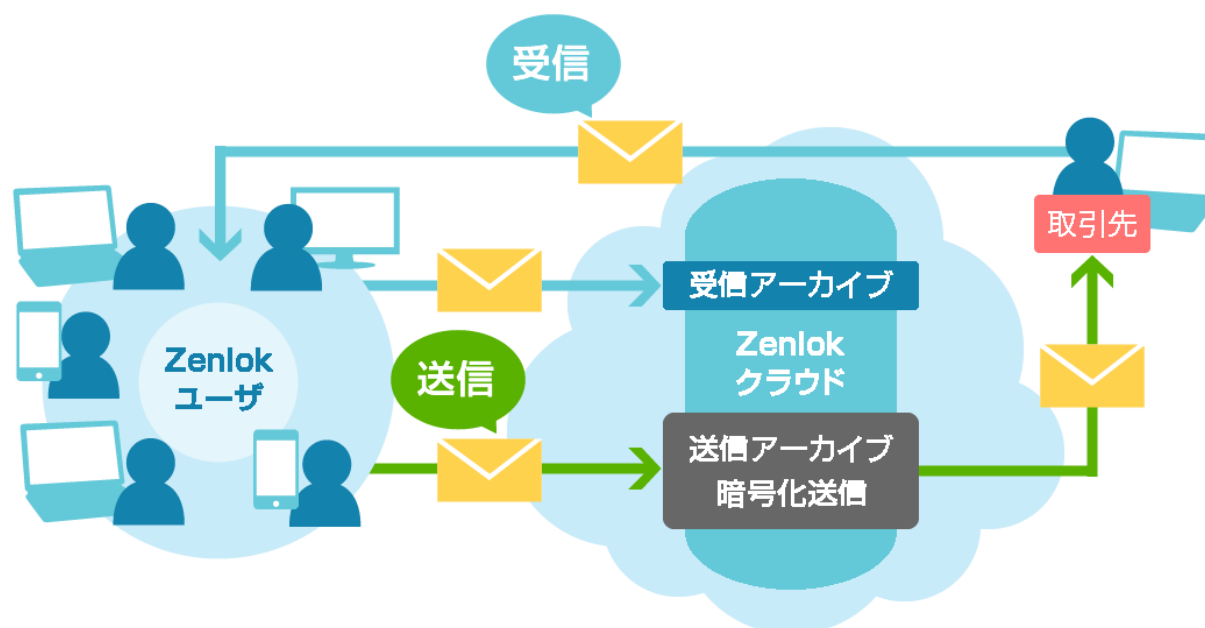 受信
取引先
受信アーカイブ
Zenlok
クラウド
Zenlok
ユーザ
送信
送信アーカイブ
暗号化送信